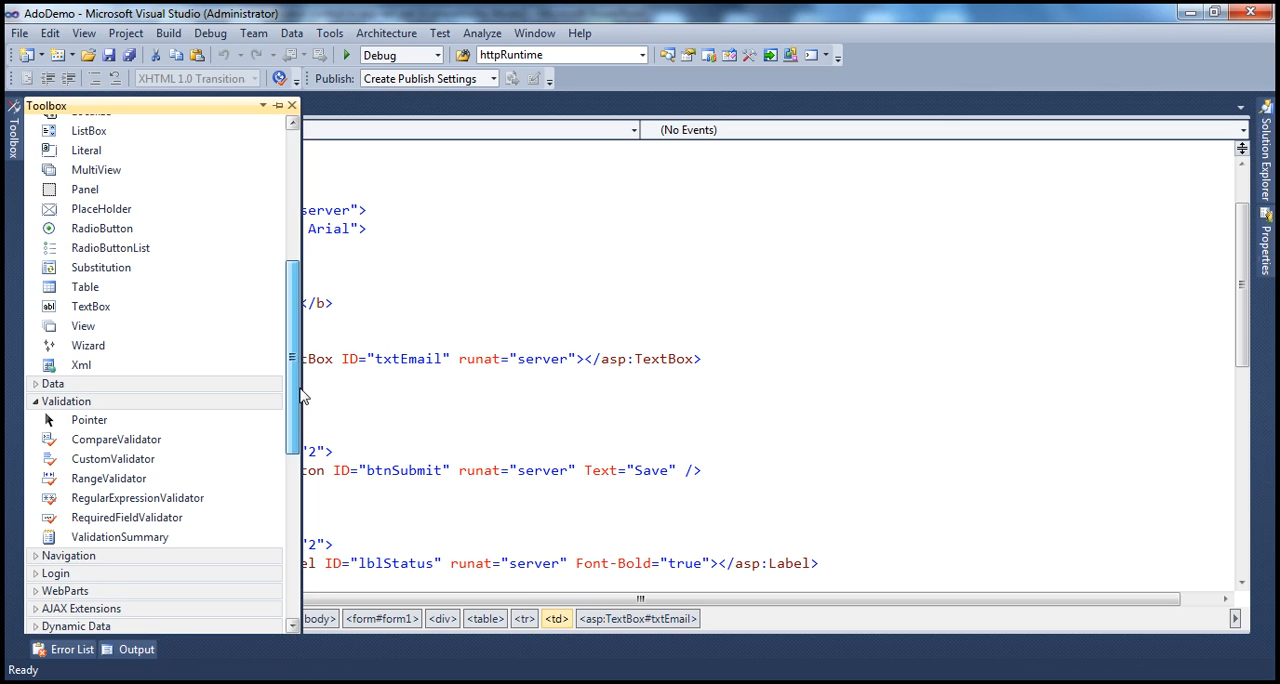 AdoDemo - Microsoft Visual Studio (Administrator)
File Edit View Project Build Debug Team Data Tools Architecture Test Analyze Window Help
Debug httpRuntime
XHTML 1.0 Transition Publish: Create Publish Settings
Toolbox
Toolbox
(No Events)
ListBox
Literal
MultiView
Panel
PlaceHolder
RadioButton
RadioButtonList
Substitution
Table
TextBox
View
Wizard
Xml
Data
Validation
Pointer
CompareValidator
CustomValidator
RangeValidator
RegularExpressionValidator
RequiredFieldValidator
ValidationSummary
Navigation
Login
WebParts
AJAX Extensions
Dynamic Data
server">
Arial">
</b>
tBox ID="txtEmail" runat="server"></asp:TextBox>
"2">
ton ID="btnSubmit" runat="server" Text="Save" />
"2">
el ID="lblStatus" runat="server" Font-Bold="true"></asp:Label>
body> <form#form1> <div> <table> <tr> <td> <asp:TextBox#txtEmail>
Solution Explorer
Properties
Error List Output
Ready